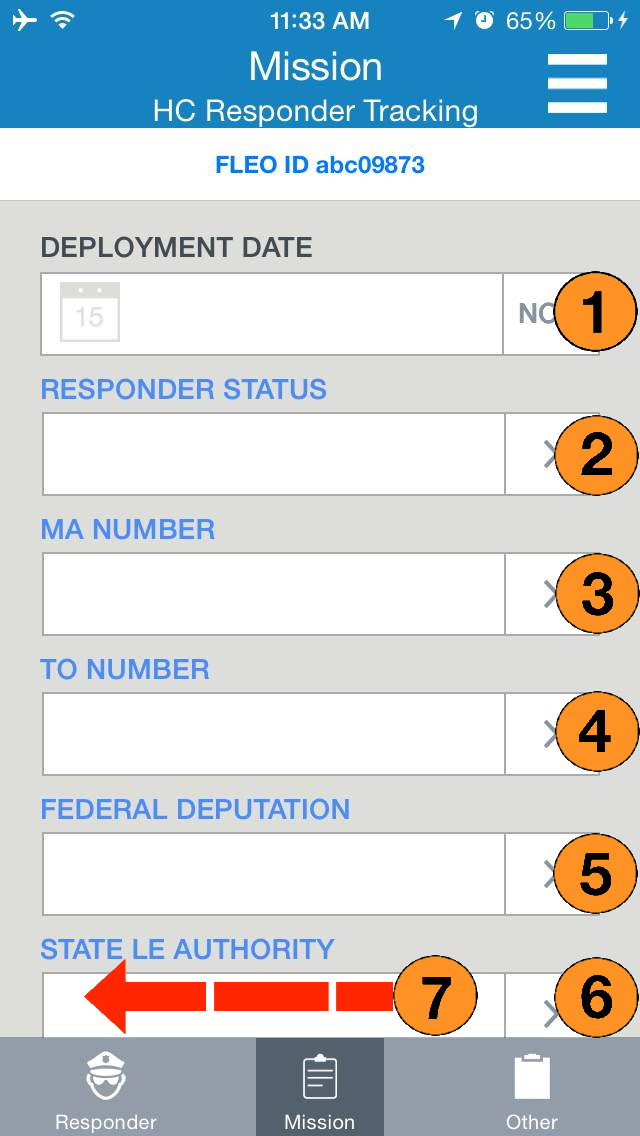 11:33 AM 65%
Mission
HC Responder Tracking
FLEO ID abc09873
DEPLOYMENT DATE
15
1
RESPONDER STATUS
2
MA NUMBER
3
TO NUMBER
4
FEDERAL DEPUTATION
5
STATE LE AUTHORITY
7 6
Responder Mission Other